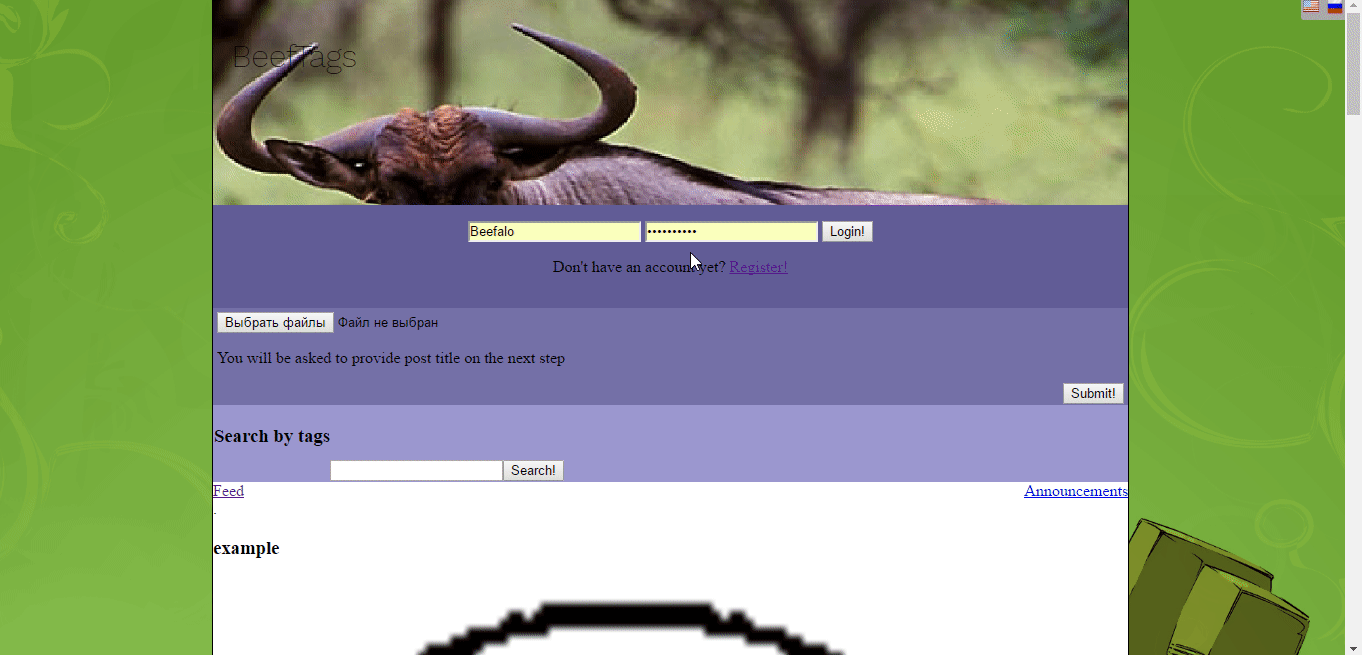 BeefTags
Beefalo •••••••••• Login!
Don't have an account yet? Register!
Выбрать файлы Файл не выбран
You will be asked to provide post title on the next step
Submit!
Search by tags
Search!
Feed Announcements
.
example